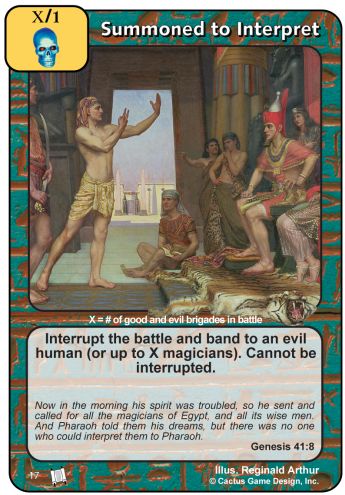 X/1
Summoned to Interpret
X = # of good and evil brigades in battle
Interrupt the battle and band to an evil
human (or up to X magicians). Cannot be
interrupted.
Now in the morning his spirit was troubled, so he sent and
called for all the magicians of Egypt, and all its wise men.
And Pharaoh told them his dreams, but there was no one
who could interpret them to Pharaoh.
Genesis 41:8
17
Illus. Reginald Arthur
© Cactus Game Design, Inc.